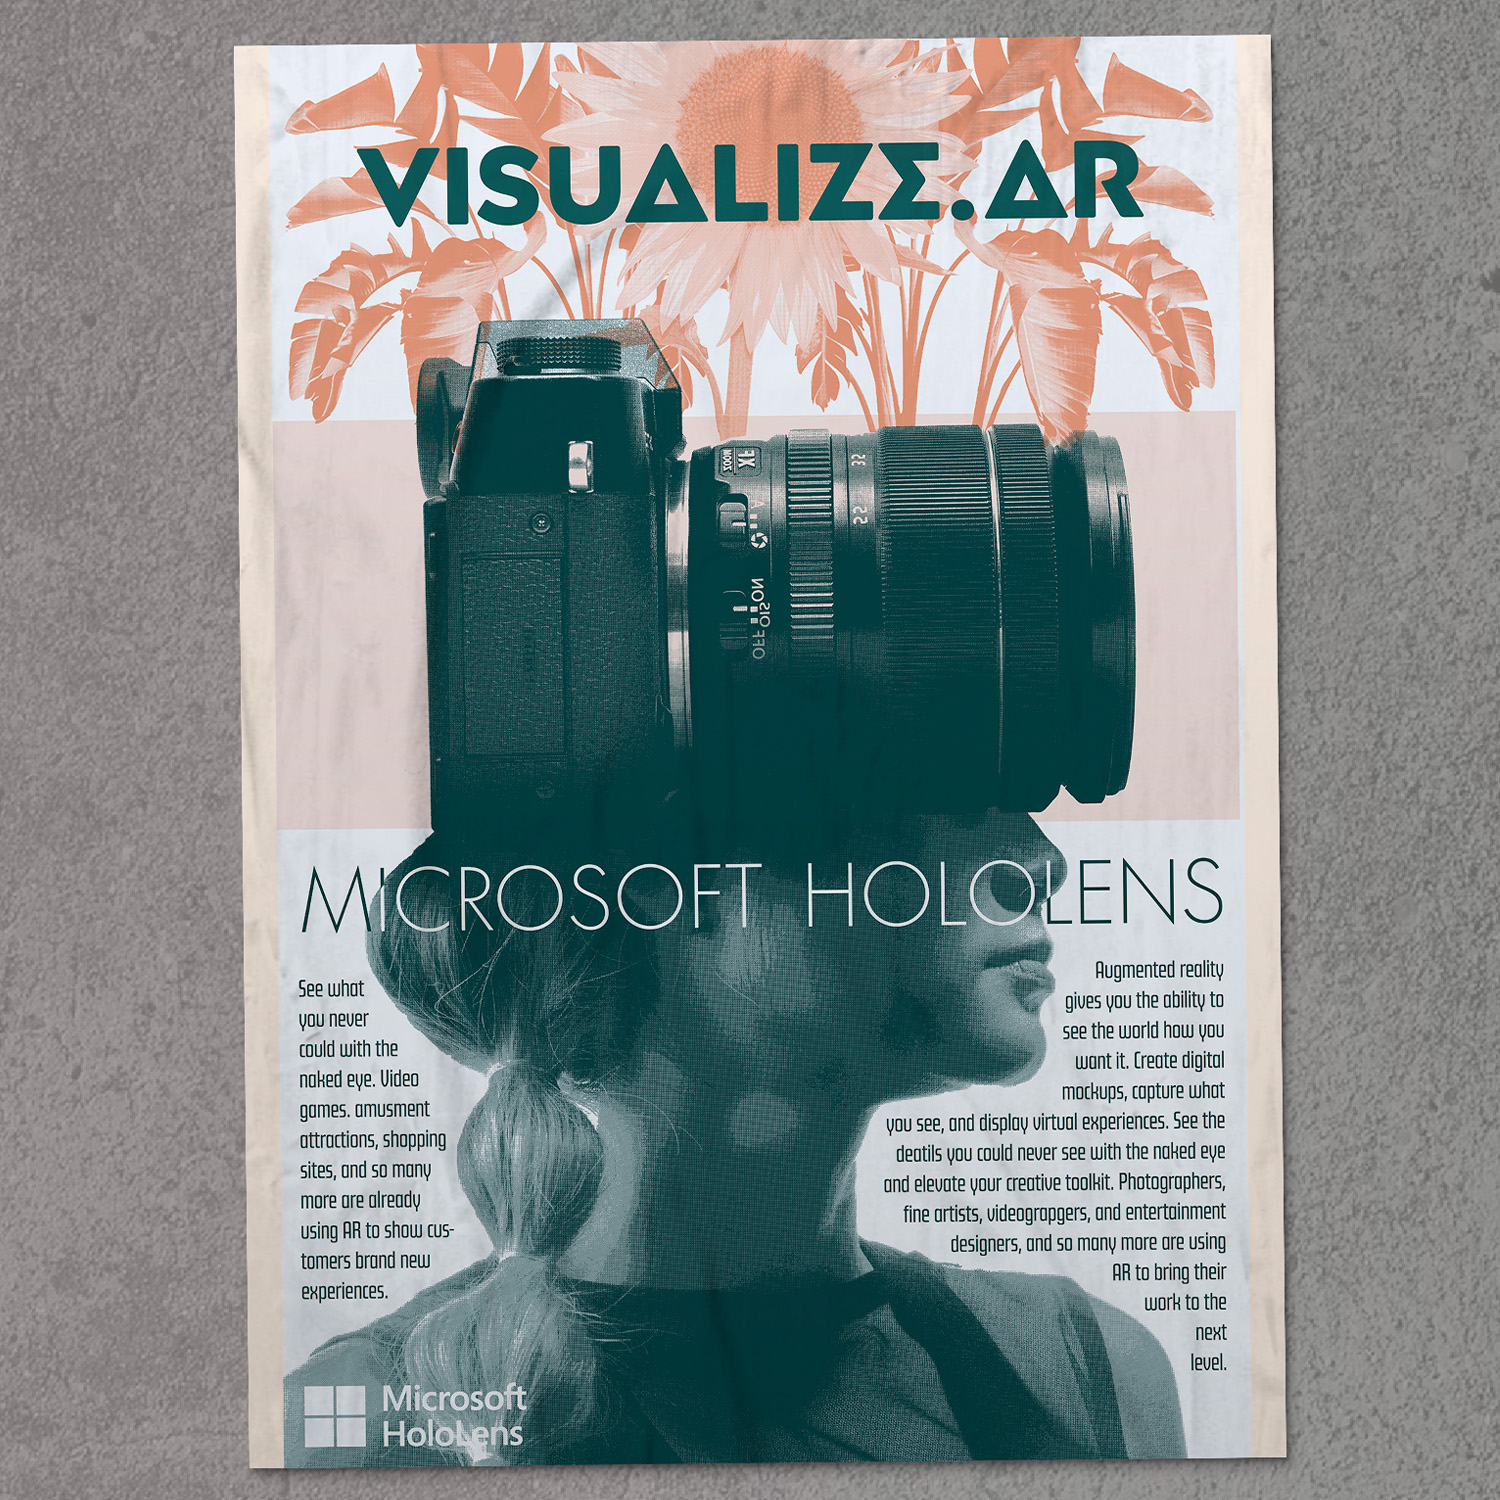 VISUALIZE.AR
XF
ZOOM
32
55
A
OIS
ON
OFF
MICROSOFT HOLOLENS
See what
you never
could with the
naked eye. Video
games. amusment
attractions, shopping
sites, and so many
more are already
using AR to show cus-
tomers brand new
experiences.
Augmented reality
gives you the ability to
see the world how you
want it. Create digital
mockups, capture what
you see, and display virtual experiences. See the
deatils you could never see with the naked eye
and elevate your creative toolkit. Photographers,
fine artists, videograpgers, and entertainment
designers, and so many more are using
AR to bring their
work to the
next
level.
Microsoft
HoloLens